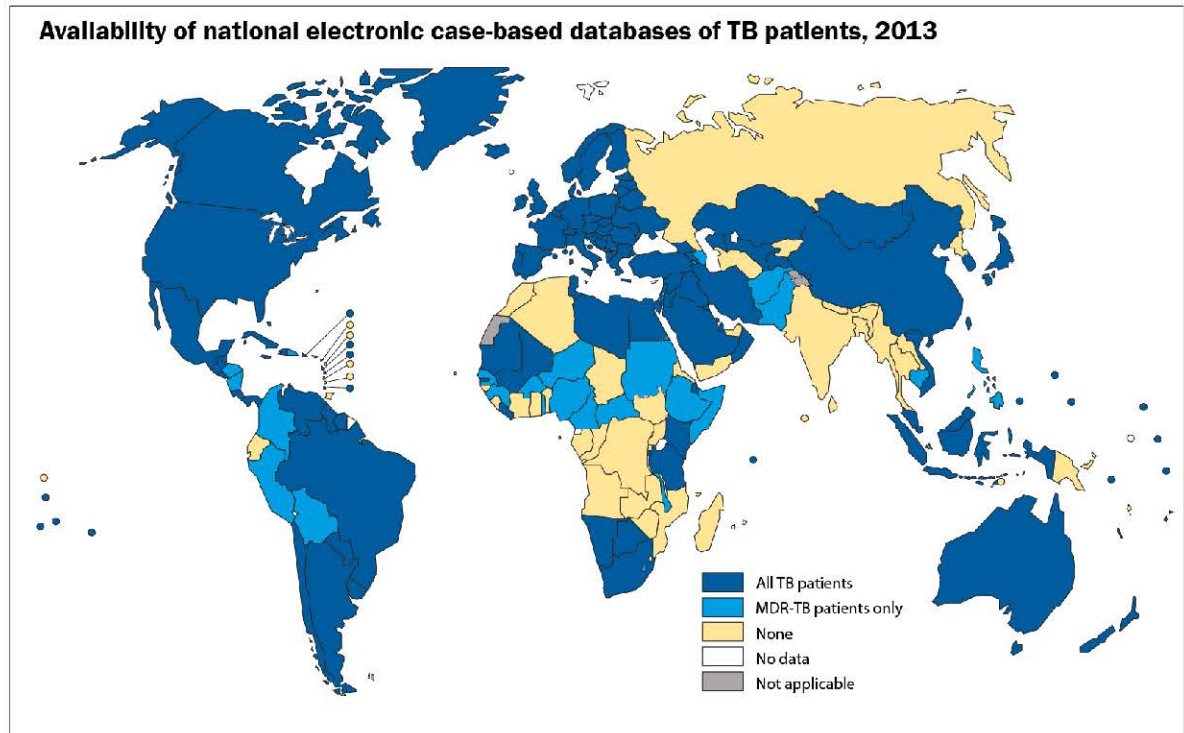 Availability of national electronic case-based databases of TB patients, 2013
All TB patients
MDR-TB patients only
None
No data
Not applicable